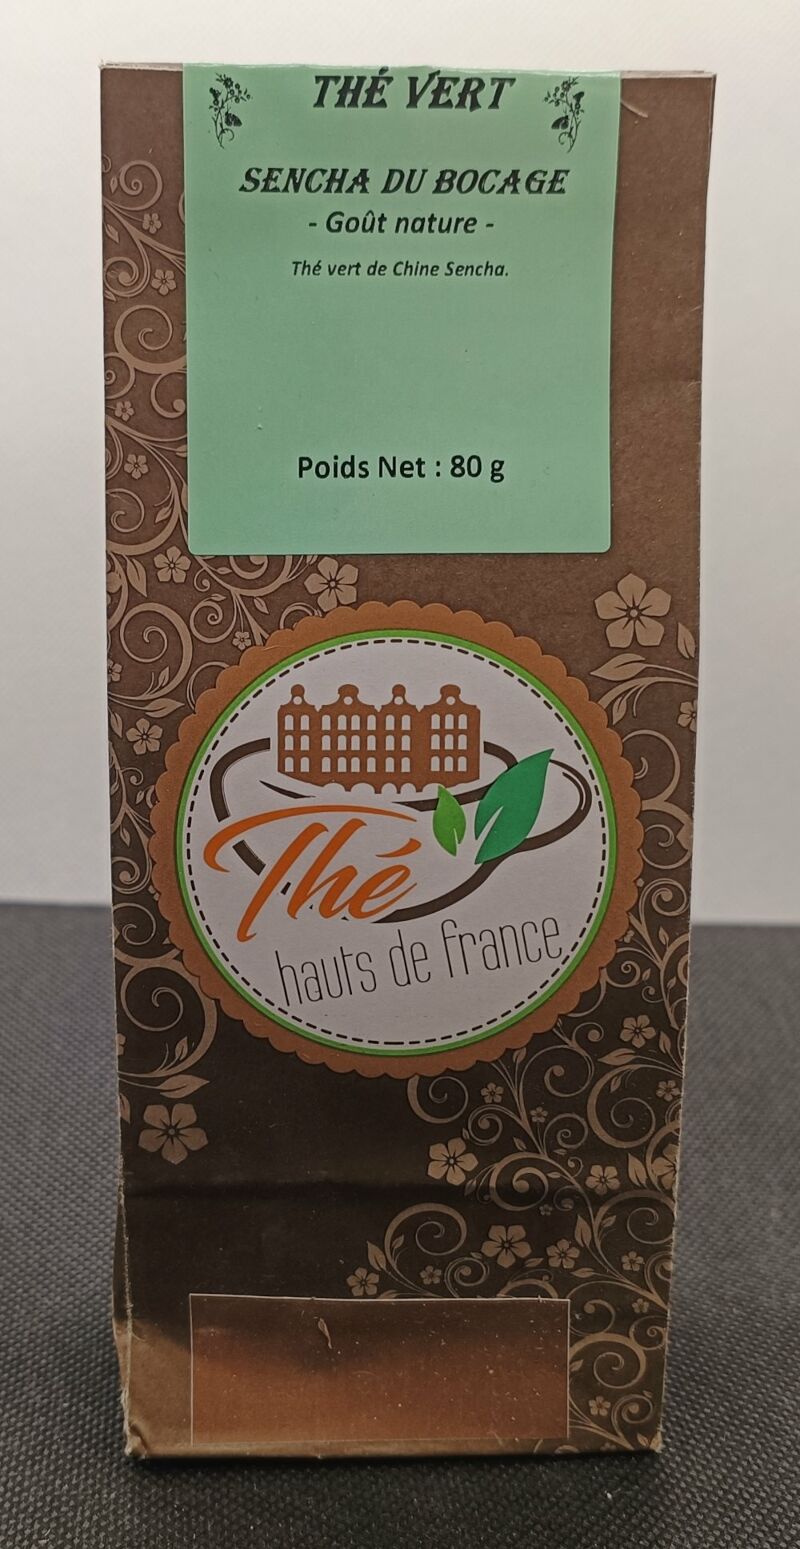 THÉ VERT
SENCHA DU BOCAGE
- Goût nature -
Thé vert de Chine Sencha.
Poids Net : 80 g
Thé
hauts de france